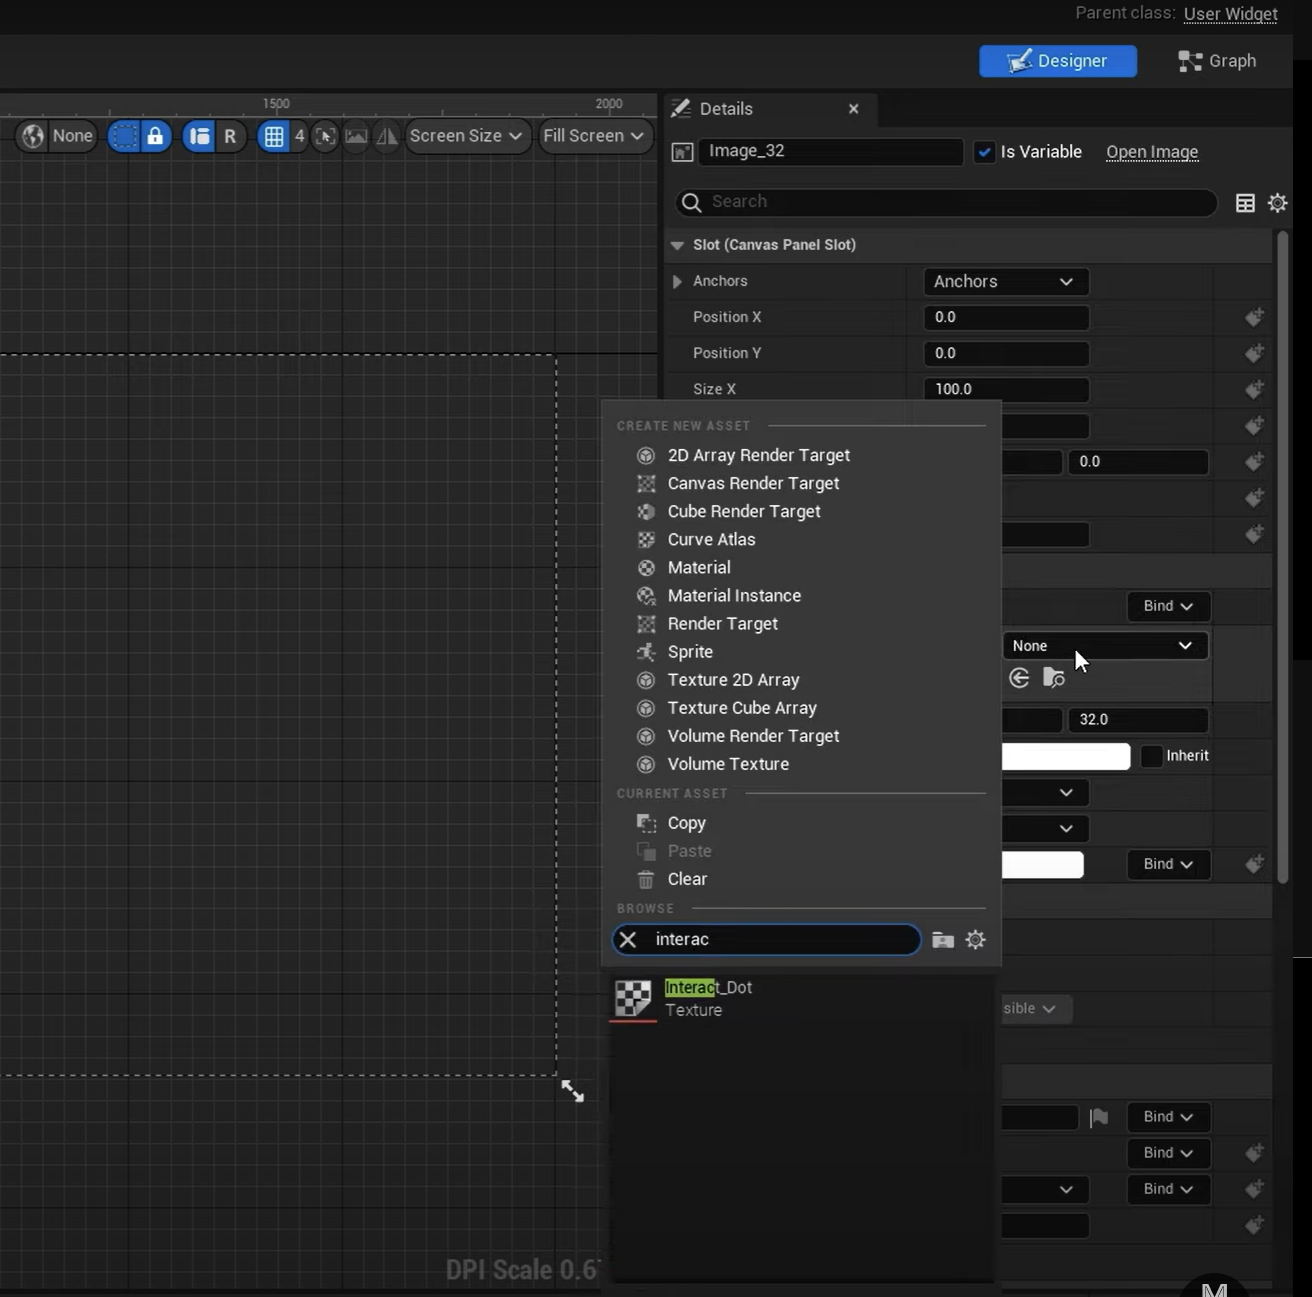 Parent class: User Widget
Designer
Graph
1500
2000
None
R
4
Screen Size
Fill Screen
Details
Image_32
Is Variable
Open Image
Search
Slot (Canvas Panel Slot)
Anchors
Anchors
Position X
0.0
Position Y
0.0
Size X
100.0
CREATE NEW ASSET
2D Array Render Target
0.0
Canvas Render Target
Cube Render Target
Curve Atlas
Material
Material Instance
Bind
Render Target
None
Sprite
Texture 2D Array
Texture Cube Array
32.0
Volume Render Target
Inherit
Volume Texture
CURRENT ASSET
Copy
Paste
Bind
Clear
BROWSE
interac
Interact_Dot
Texture
sible
Bind
Bind
Bind
DPI Scale 0.6
M